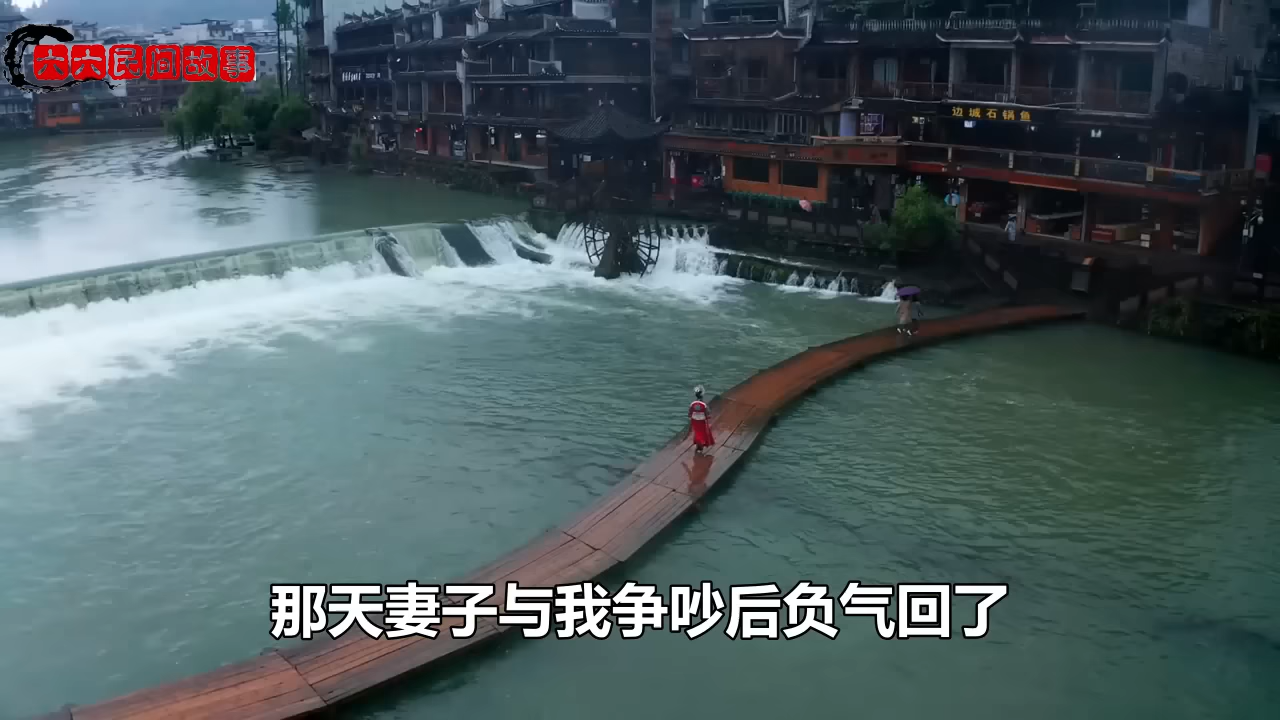 六六民间故事
边城石锅鱼
那天妻子与我争吵后负气回了